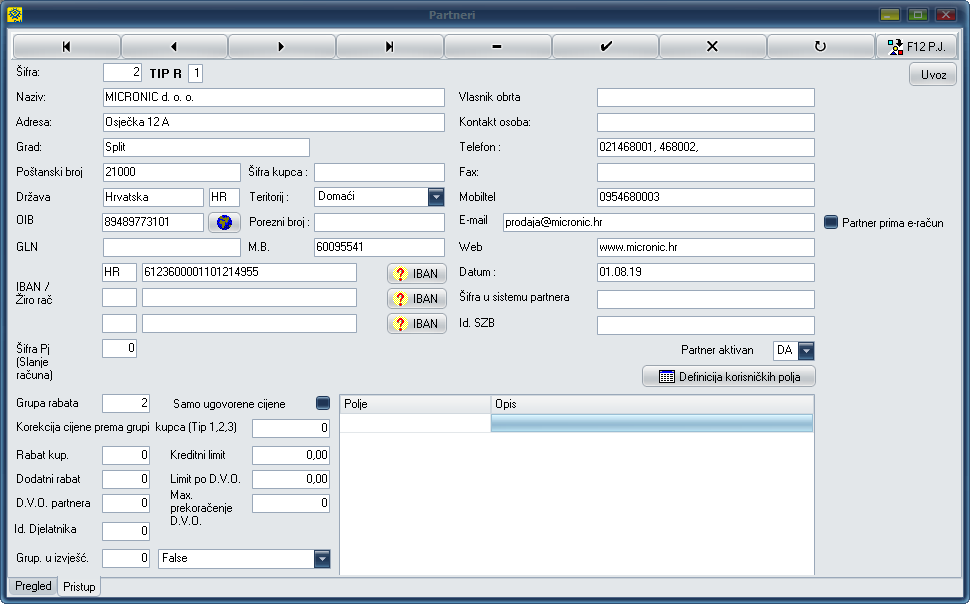 Partneri
F12 P.J.
Šifra: 2 TIP R 1 Uvoz
Naziv: MICRONIC d. o. o. Vlasnik obrta
Adresa: Osječka 12 A Kontakt osoba:
Grad: Split Telefon : 021468001, 468002,
Poštanski broj 21000 Šifra kupca : Fax:
Država Hrvatska HR Teritorij : Domaći Mobiltel 0954680003
OIB 89489773101 Porezni broj : E-mail prodaja@micronic.hr Partner prima e-račun
GLN M.B. 60095541 Web www.micronic.hr
HR 6123600001101214955 ? IBAN Datum : 01.08.19
IBAN / ? IBAN Šifra u sistemu partnera
Žiro rač
? IBAN Id. SZB
Šifra Pj 0 Partner aktivan DA
(Slanje
računa) Definicija korisničkih polja
Grupa rabata 2 Samo ugovorene cijene Polje Opis
Korekcija cijene prema grupi kupca (Tip 1,2,3) 0
Rabat kup. 0 Kreditni limit 0,00
Dodatni rabat 0 Limit po D.V.O. 0,00
D.V.O. partnera 0 Max. 0
prekoračenje
D.V.O.
Id. Djelatnika 0
Grup. u izvješć. 0 False
Pregled Pristup